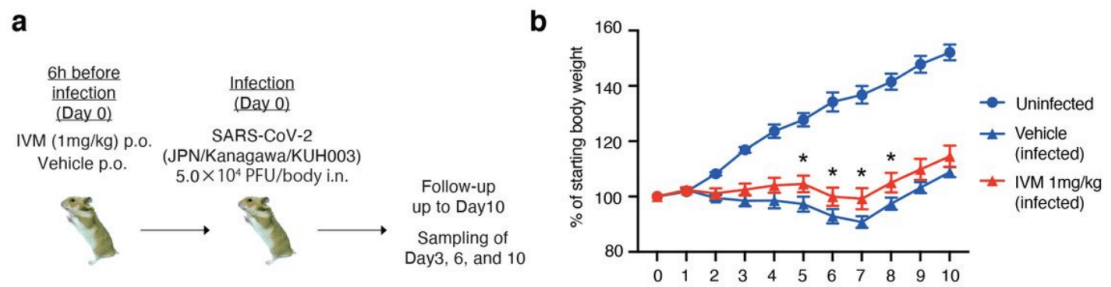 a
6h before
infection
(Day 0)
IVM (1mg/kg) p.o.
Vehicle p.o.
Infection
(Day 0)
SARS-CoV-2
(JPN/Kanagawa/KUH003)
5.0×10⁴ PFU/body i.n.
Follow-up
up to Day10
Sampling of
Day3, 6, and 10
b
% of starting body weight
160
140
120
100
80
* * * *
0 1 2 3 4 5 6 7 8 9 10
Uninfected
Vehicle
(infected)
IVM 1mg/kg
(infected)